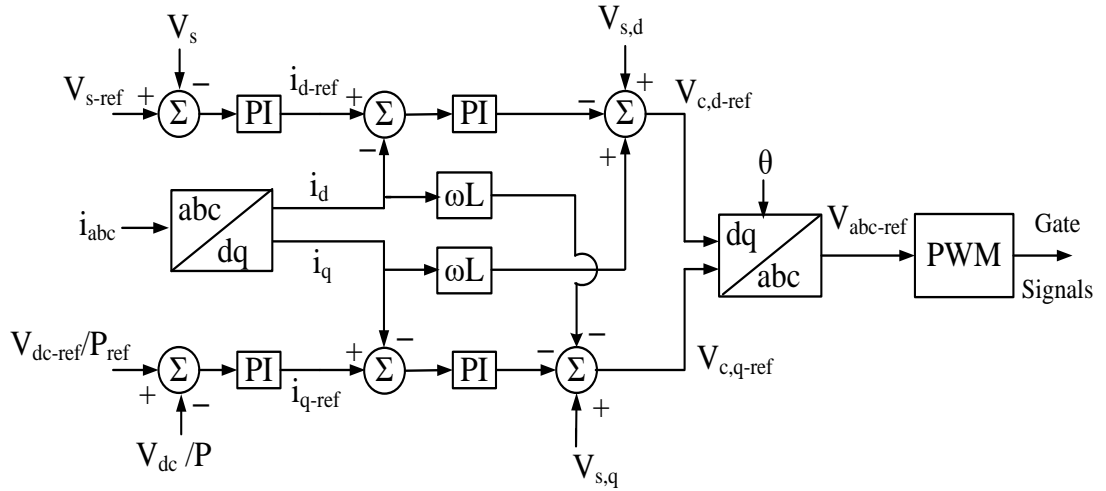 V_s
V_s,d
V_s-ref + − Σ PI i_d-ref + − Σ PI − + + Σ V_c,d-ref
i_abc abc dq i_d ωL
i_q ωL
θ
dq abc V_abc-ref PWM Gate Signals
V_dc-ref/P_ref + − Σ PI i_q-ref + − Σ PI − − + Σ V_c,q-ref
V_dc /P
V_s,q